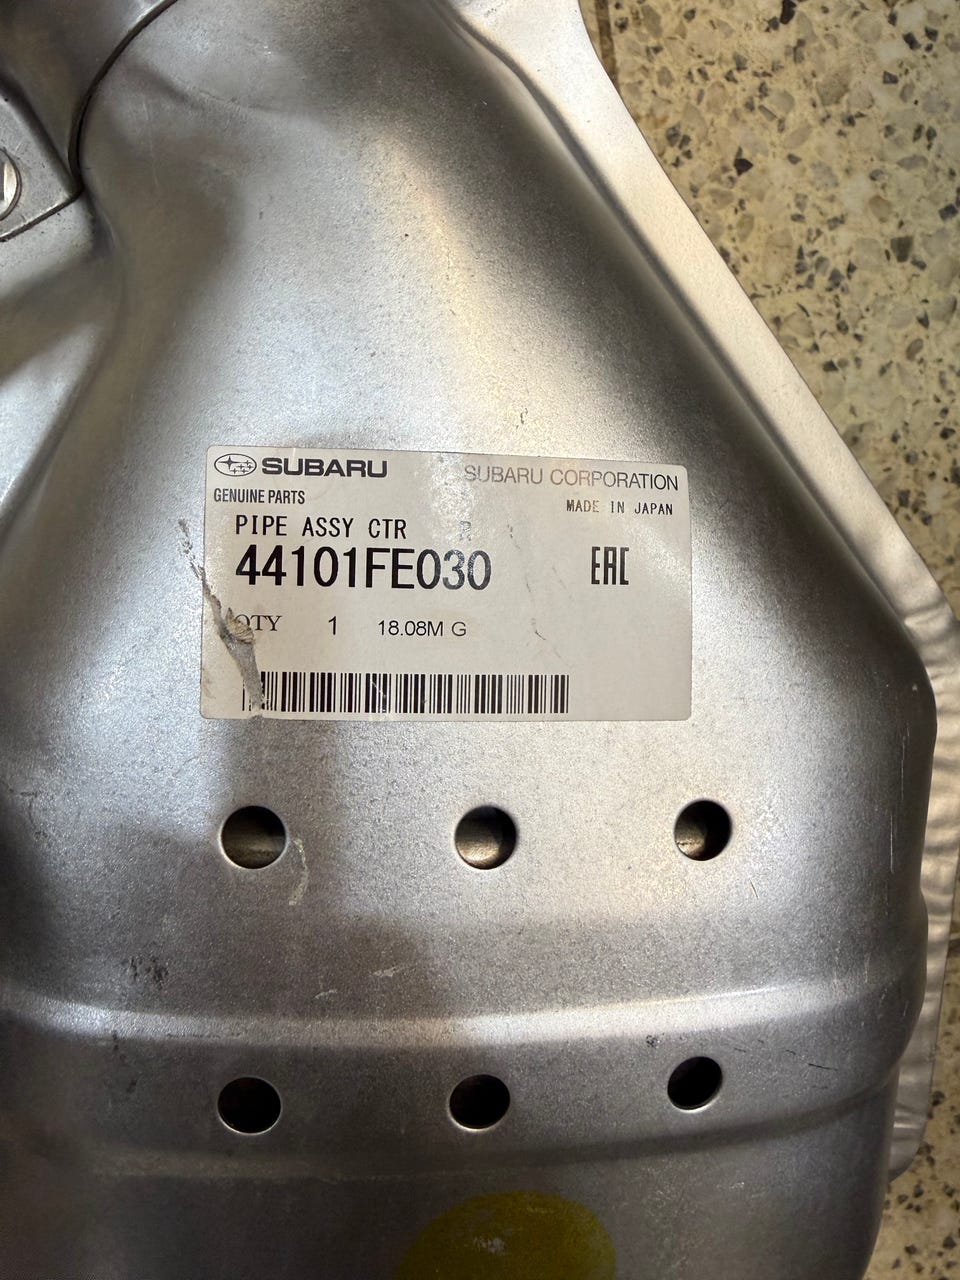 SUBARU SUBARU CORPORATION
GENUINE PARTS MADE IN JAPAN
PIPE ASSY CTR R
44101FE030 EAC
QTY 1 18.08M G